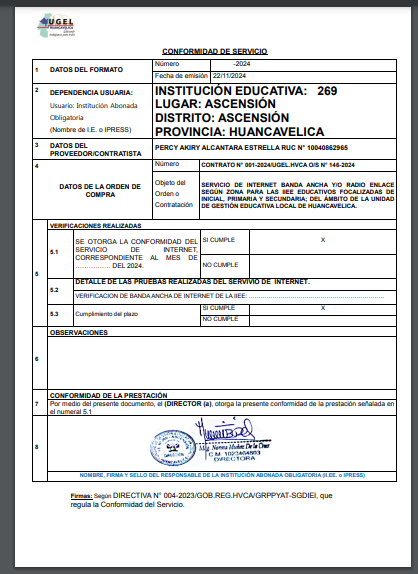 UGEL
HUANCAVELICA
CONFORMIDAD DE SERVICIO
1 DATOS DEL FORMATO
Número -2024
Fecha de emisión 22/11/2024
2 DEPENDENCIA USUARIA:
Usuario: Institución Abonada
Obligatoria
(Nombre de I.E. o IPRESS)
INSTITUCIÓN EDUCATIVA: 269
LUGAR: ASCENSIÓN
DISTRITO: ASCENSIÓN
PROVINCIA: HUANCAVELICA
3 DATOS DEL
PROVEEDOR/CONTRATISTA
PERCY AKIRY ALCANTARA ESTRELLA RUC N° 10040862965
4
DATOS DE LA ORDEN DE
COMPRA
Número CONTRATO N° 001-2024/UGEL.HVCA O/S N° 146-2024
Objeto del
Orden o
Contratación
SERVICIO DE INTERNET BANDA ANCHA Y/O RADIO ENLACE
SEGÚN ZONA PARA LAS IIEE EDUCATIVOS FOCALIZADAS DE
INICIAL, PRIMARIA Y SECUNDARIA; DEL ÁMBITO DE LA UNIDAD
DE GESTIÓN EDUCATIVA LOCAL DE HUANCAVELICA.
5
VERIFICACIONES REALIZADAS
5.1
SE OTORGA LA CONFORMIDAD DEL
SERVICIO DE INTERNET,
CORRESPONDIENTE AL MES DE
……………. DEL 2024.
SI CUMPLE X
NO CUMPLE
5.2
DETALLE DE LAS PRUEBAS REALIZADAS DEL SERVIVIO DE INTERNET.
VERIFICACION DE BANDA ANCHA DE INTERNET DE LA IIEE: ……………………………………………
5.3 Cumplimiento del plazo
SI CUMPLE X
NO CUMPLE
6
OBSERVACIONES
7
CONFORMIDAD DE LA PRESTACIÓN
Por medio del presente documento, el (DIRECTOR (a), otorga la presente conformidad de la prestación señalada en
el numeral 5.1
8
Mg. Norma Muñoz De la Cruz
C.M. 1023464803
DIRECTORA
NOMBRE, FIRMA Y SELLO DEL RESPONSABLE DE LA INSTITUCIÓN ABONADA OBLIGATORIA (II.EE. o IPRESS)
Firmas: Según DIRECTIVA N° 004-2023/GOB.REG.HVCA/GRPPYAT-SGDIEI, que
regula la Conformidad del Servicio.